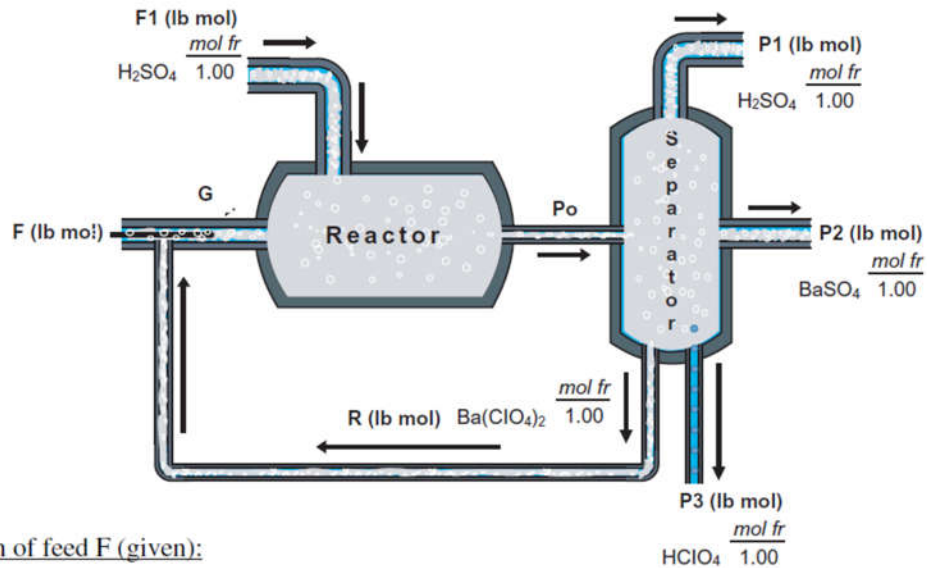 F1 (lb mol)
mol fr
H₂SO₄ 1.00
P1 (lb mol)
mol fr
H₂SO₄ 1.00
G
F (lb mol)
Reactor
Po
Separator
P2 (lb mol)
mol fr
BaSO₄ 1.00
mol fr
R (lb mol) Ba(ClO₄)₂ 1.00
P3 (lb mol)
mol fr
HClO₄ 1.00
of feed F (given):